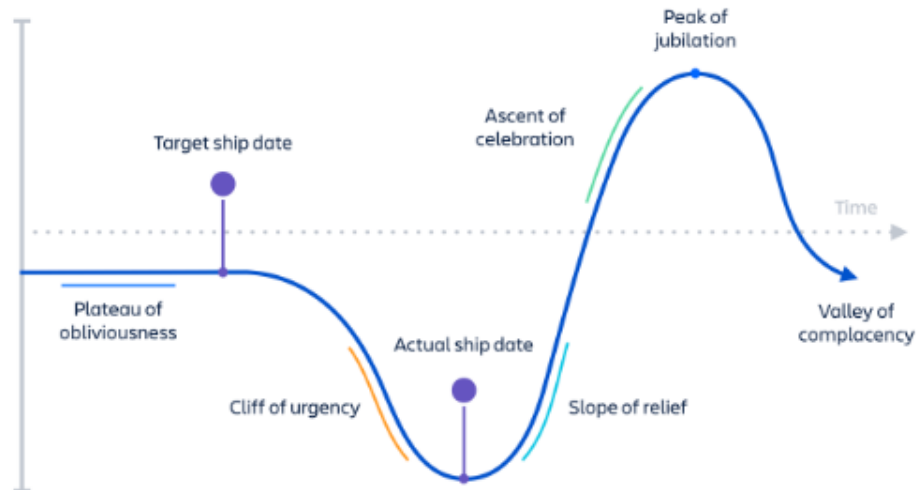 Peak of
jubilation
Ascent of
celebration
Target ship date
Time
Plateau of
obliviousness
Valley of
complacency
Actual ship date
Cliff of urgency
Slope of relief